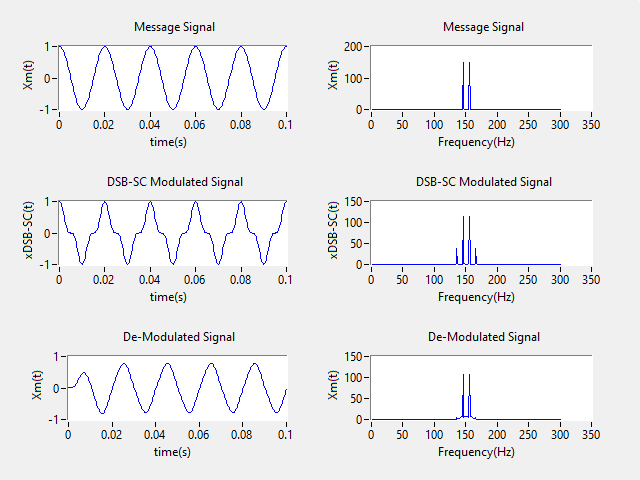 Message Signal
Xm(t)
1
0
-1
0 0.02 0.04 0.06 0.08 0.1
time(s)
Message Signal
Xm(t)
200
100
0
0 50 100 150 200 250 300 350
Frequency(Hz)
DSB-SC Modulated Signal
xDSB-SC(t)
1
0
-1
0 0.02 0.04 0.06 0.08 0.1
time(s)
DSB-SC Modulated Signal
xDSB-SC(t)
150
100
50
0
0 50 100 150 200 250 300 350
Frequency(Hz)
De-Modulated Signal
Xm(t)
1
0
-1
0 0.02 0.04 0.06 0.08 0.1
time(s)
De-Modulated Signal
Xm(t)
150
100
50
0
0 50 100 150 200 250 300 350
Frequency(Hz)